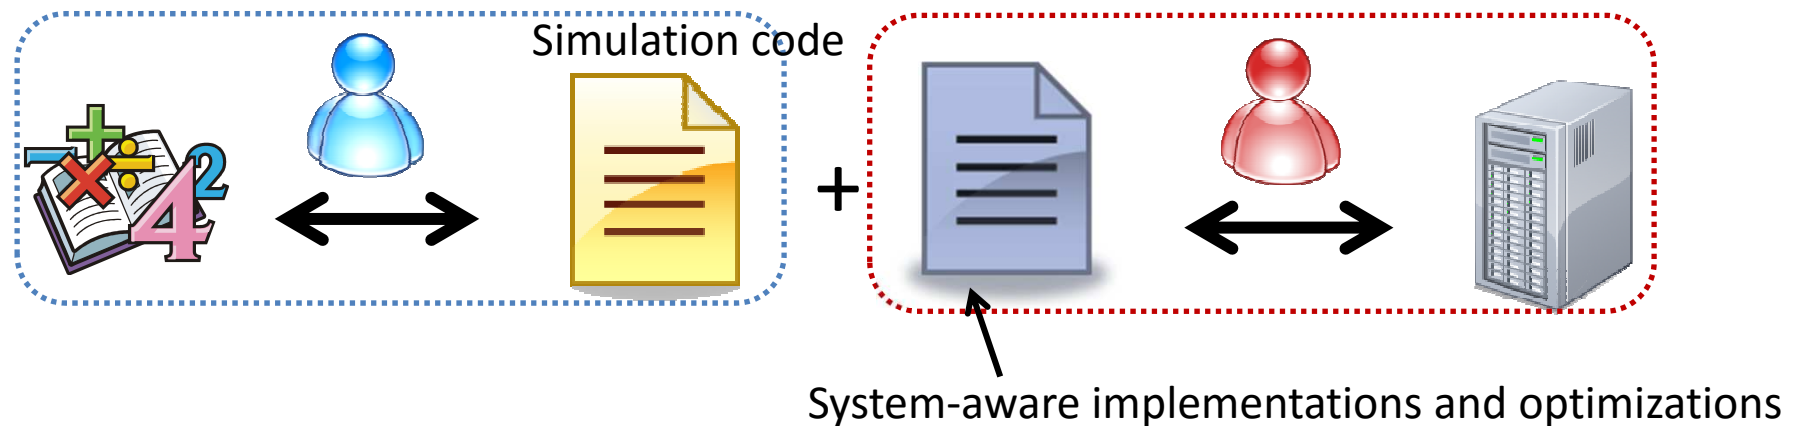 Simulation code
+
System-aware implementations and optimizations